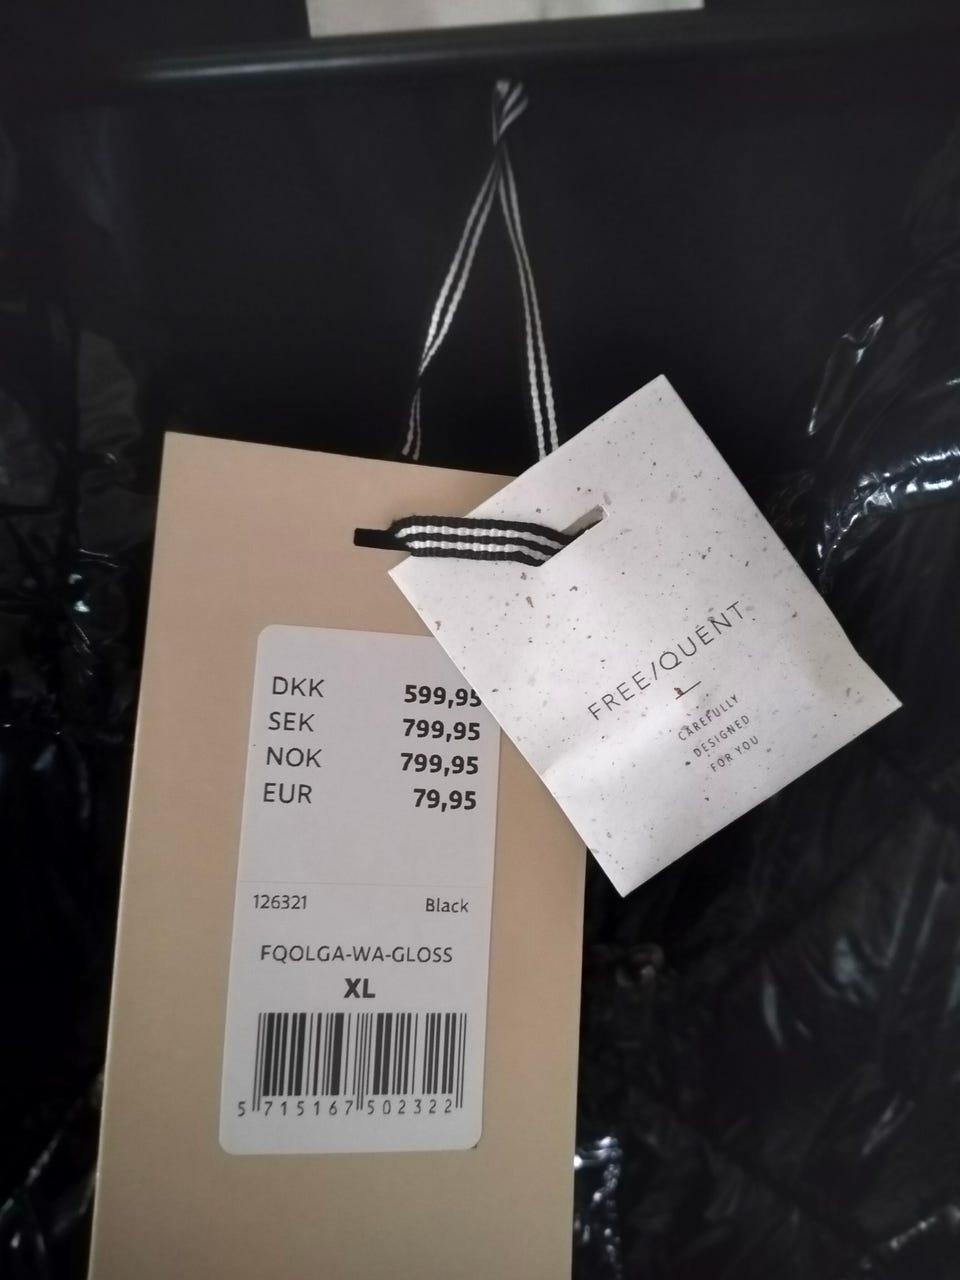 DKK 599,95
SEK 799,95
NOK 799,95
EUR 79,95
126321 Black
FQOLGA-WA-GLOSS
XL
5 715167 502322
FREE/QUENT
CAREFULLY
DESIGNED
FOR YOU